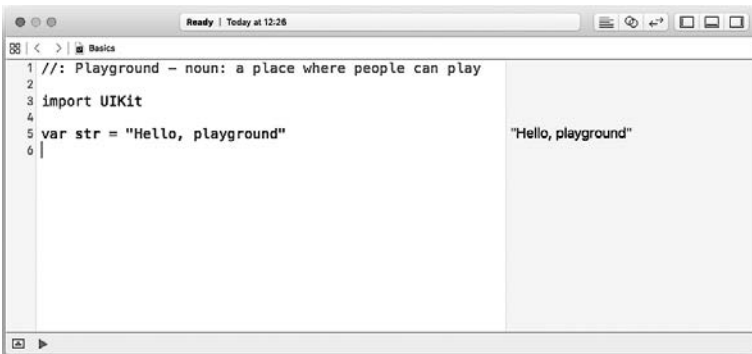 Ready | Today at 12:26
Basics
1 //: Playground – noun: a place where people can play
2
3 import UIKit
4
5 var str = "Hello, playground" "Hello, playground"
6